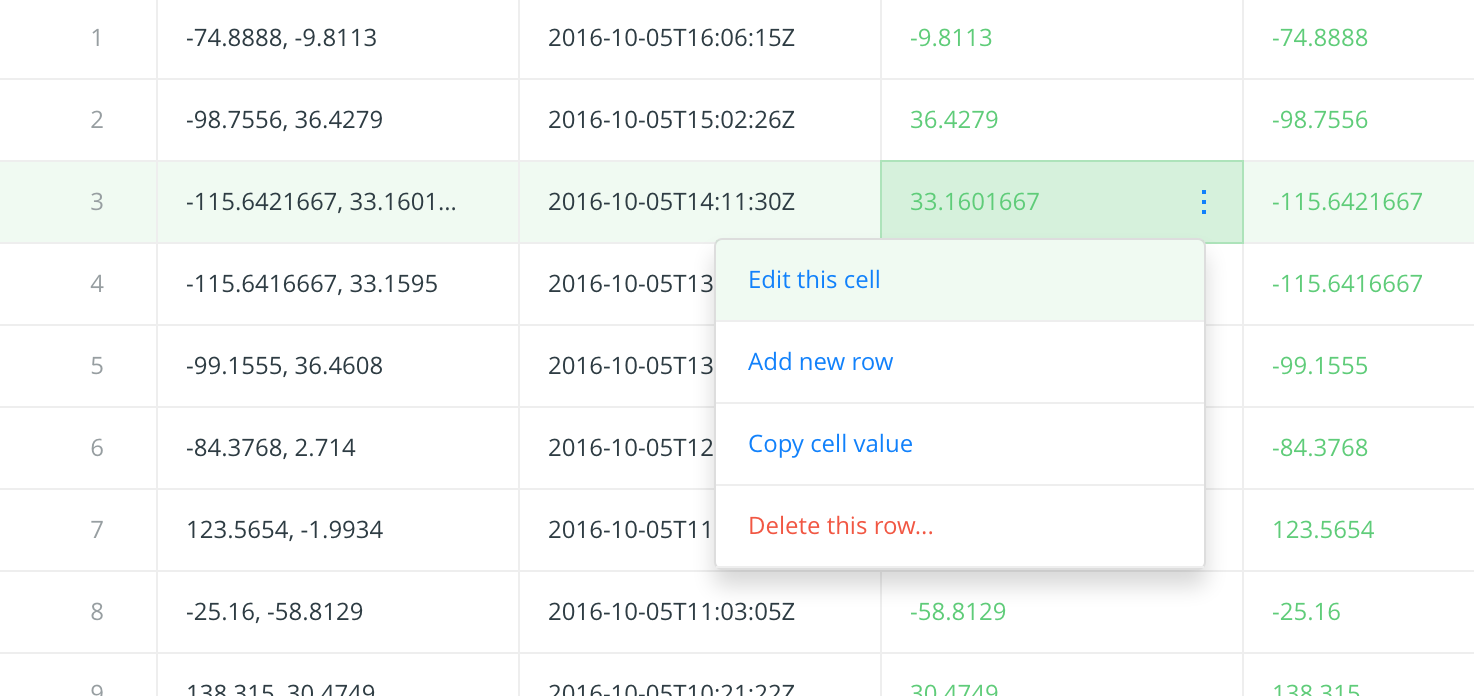 1 -74.8888, -9.8113 2016-10-05T16:06:15Z -9.8113 -74.8888
2 -98.7556, 36.4279 2016-10-05T15:02:26Z 36.4279 -98.7556
3 -115.6421667, 33.1601... 2016-10-05T14:11:30Z 33.1601667 -115.6421667
4 -115.6416667, 33.1595 2016-10-05T13 -115.6416667
Edit this cell
5 -99.1555, 36.4608 2016-10-05T13 -99.1555
Add new row
6 -84.3768, 2.714 2016-10-05T12 -84.3768
Copy cell value
7 123.5654, -1.9934 2016-10-05T11 123.5654
Delete this row...
8 -25.16, -58.8129 2016-10-05T11:03:05Z -58.8129 -25.16
9 138.315, 30.4749 2016-10-05T10:21:22Z 30.4749 138.315